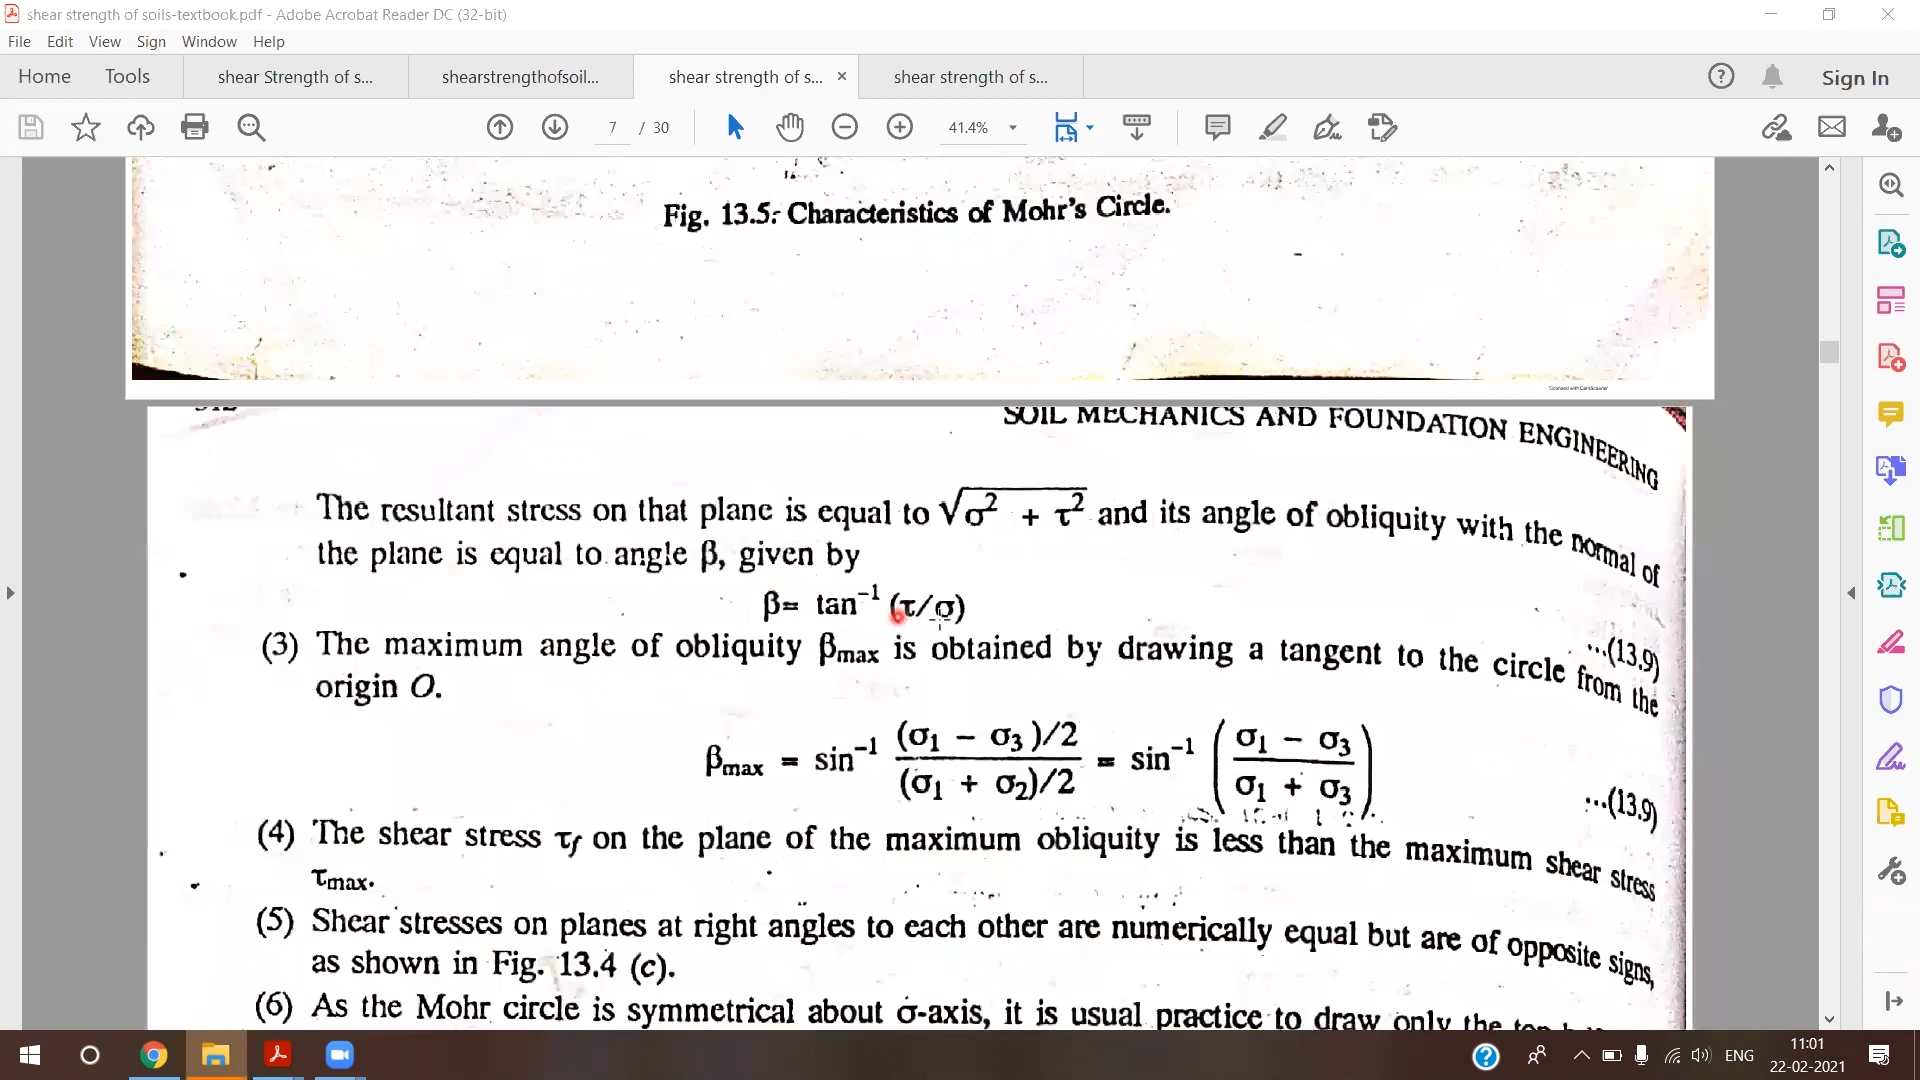 shear strength of soils-textbook.pdf - Adobe Acrobat Reader DC (32-bit)
File Edit View Sign Window Help
Home Tools shear Strength of s... shearstrengthofsoil... shear strength of s... × shear strength of s... Sign In
7 / 30 41.4%
Fig. 13.5: Characteristics of Mohr's Circle.
Scanned with CamScanner
SOIL MECHANICS AND FOUNDATION ENGINEERING
The resultant stress on that plane is equal to √σ² + τ² and its angle of obliquity with the normal of
the plane is equal to angle β, given by
β= tan⁻¹ (τ/σ)
...(13.9)
(3) The maximum angle of obliquity βmax is obtained by drawing a tangent to the circle from the
origin O.
βmax = sin⁻¹ (σ1 − σ3 )/2 / (σ1 + σ2)/2 = sin⁻¹ (σ1 − σ3 / σ1 + σ3)
...(13.9)
(4) The shear stress τf on the plane of the maximum obliquity is less than the maximum shear stress
τmax.
(5) Shear stresses on planes at right angles to each other are numerically equal but are of opposite signs,
as shown in Fig. 13.4 (c).
(6) As the Mohr circle is symmetrical about σ-axis, it is usual practice to draw only the top
ENG
11:01
22-02-2021